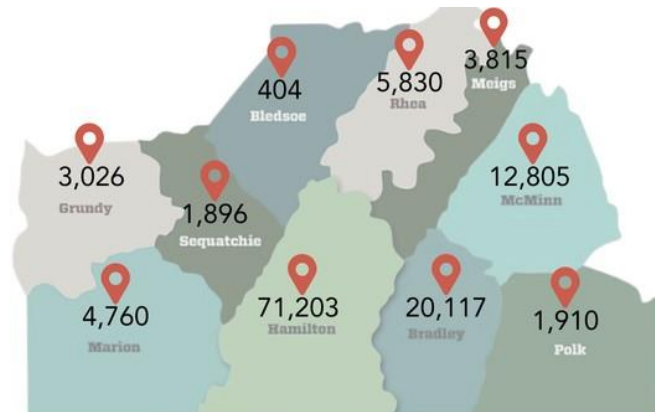 3,815
Meigs
5,830
Rhea
404
Bledsoe
3,026
Grundy
1,896
Sequatchie
12,805
McMinn
4,760
Marion
71,203
Hamilton
20,117
Bradley
1,910
Polk